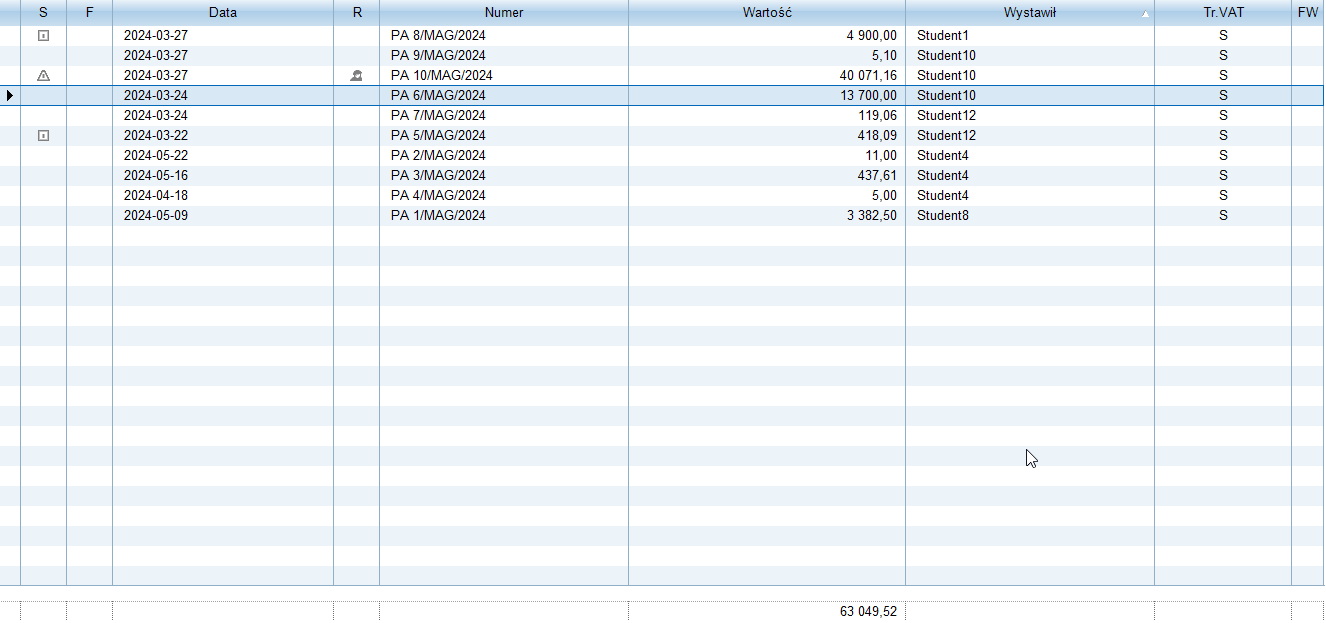 S F Data R Numer Wartość Wystawił Tr.VAT FW
2024-03-27 PA 8/MAG/2024 4 900,00 Student1 S
2024-03-27 PA 9/MAG/2024 5,10 Student10 S
2024-03-27 PA 10/MAG/2024 40 071,16 Student10 S
2024-03-24 PA 6/MAG/2024 13 700,00 Student10 S
2024-03-24 PA 7/MAG/2024 119,06 Student12 S
2024-03-22 PA 5/MAG/2024 418,09 Student12 S
2024-05-22 PA 2/MAG/2024 11,00 Student4 S
2024-05-16 PA 3/MAG/2024 437,61 Student4 S
2024-04-18 PA 4/MAG/2024 5,00 Student4 S
2024-05-09 PA 1/MAG/2024 3 382,50 Student8 S
63 049,52